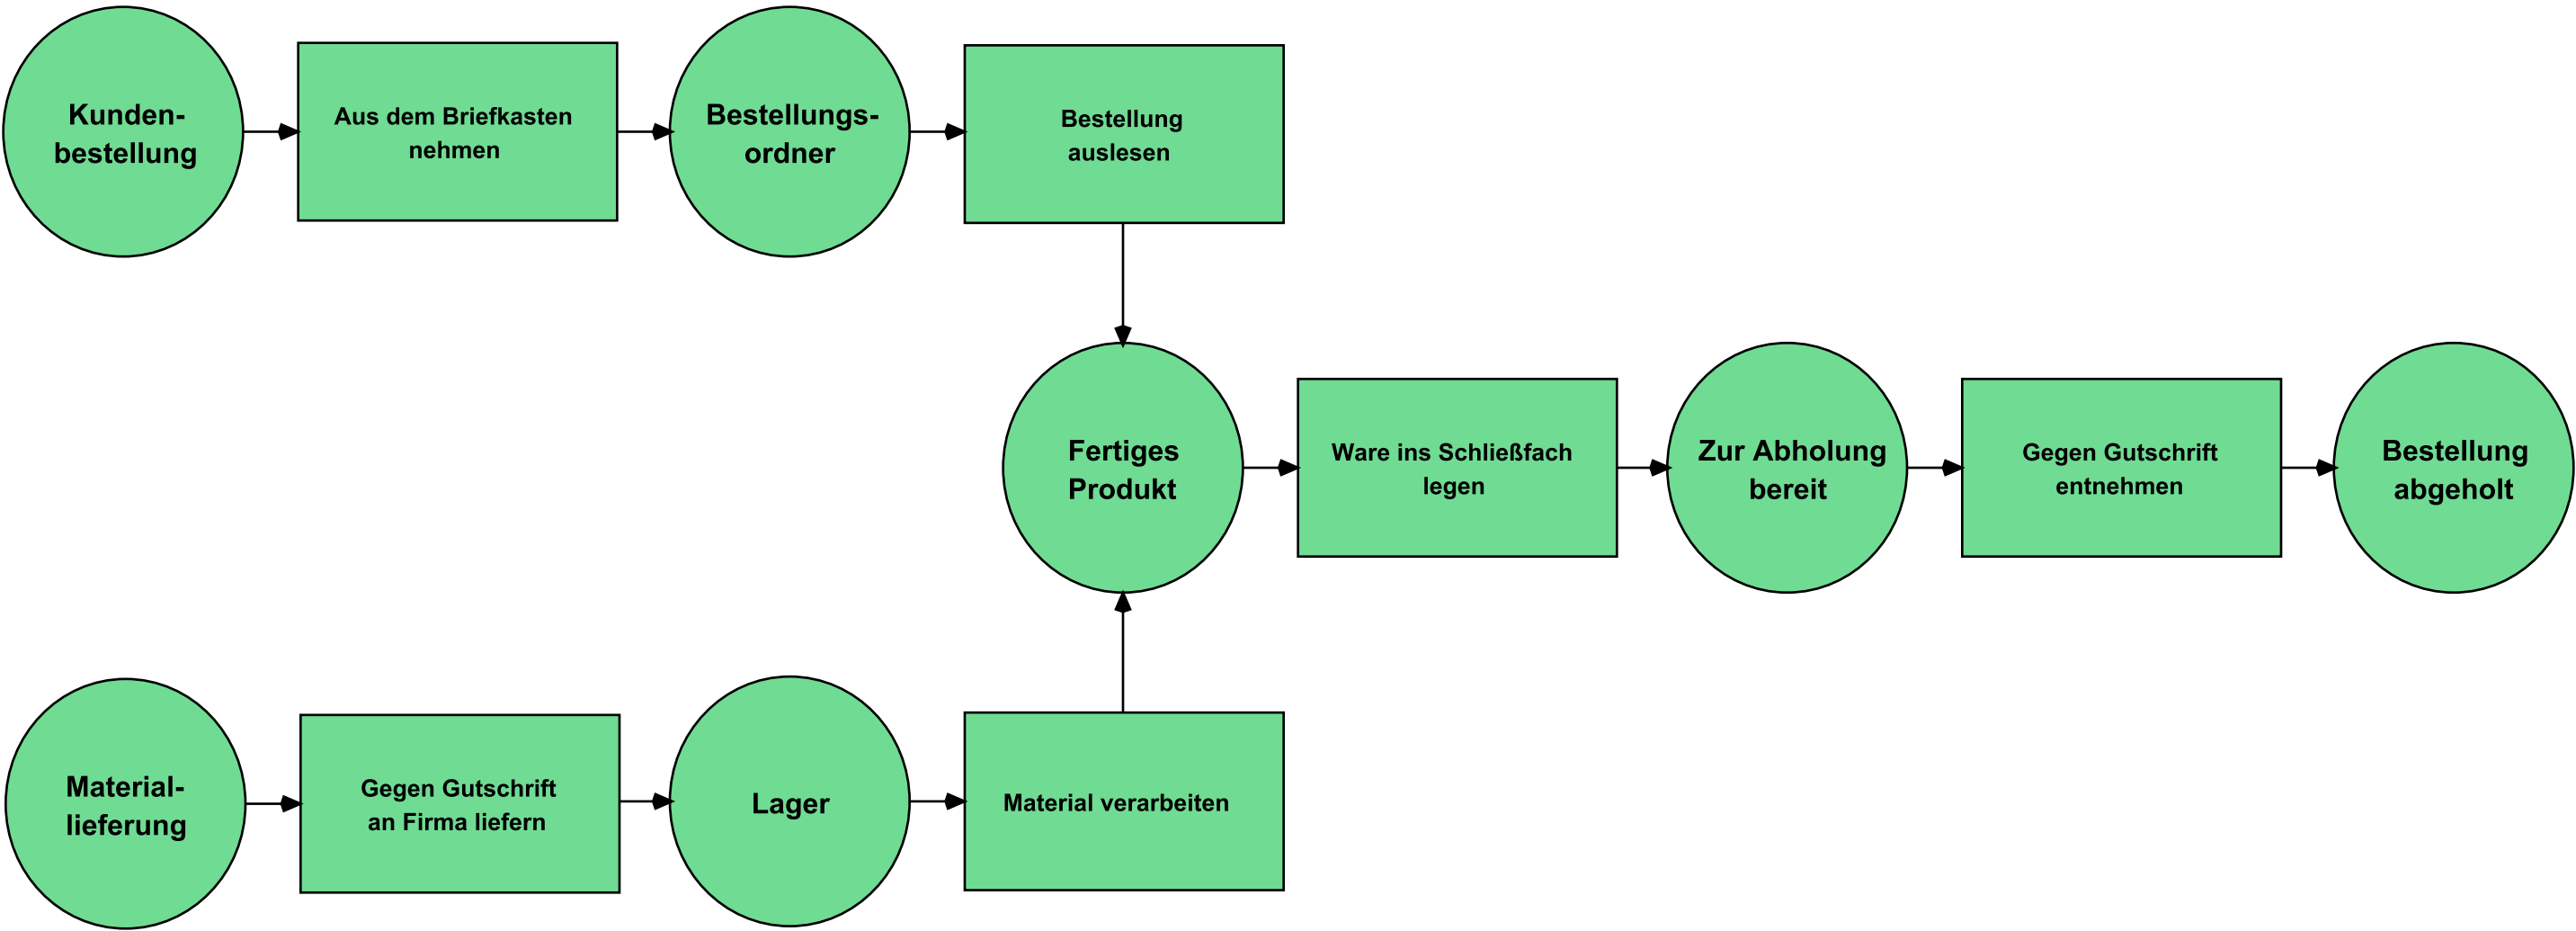 Kunden-
bestellung
Aus dem Briefkasten
nehmen
Bestellungs-
ordner
Bestellung
auslesen
Fertiges
Produkt
Ware ins Schließfach
legen
Zur Abholung
bereit
Gegen Gutschrift
entnehmen
Bestellung
abgeholt
Material-
lieferung
Gegen Gutschrift
an Firma liefern
Lager
Material verarbeiten